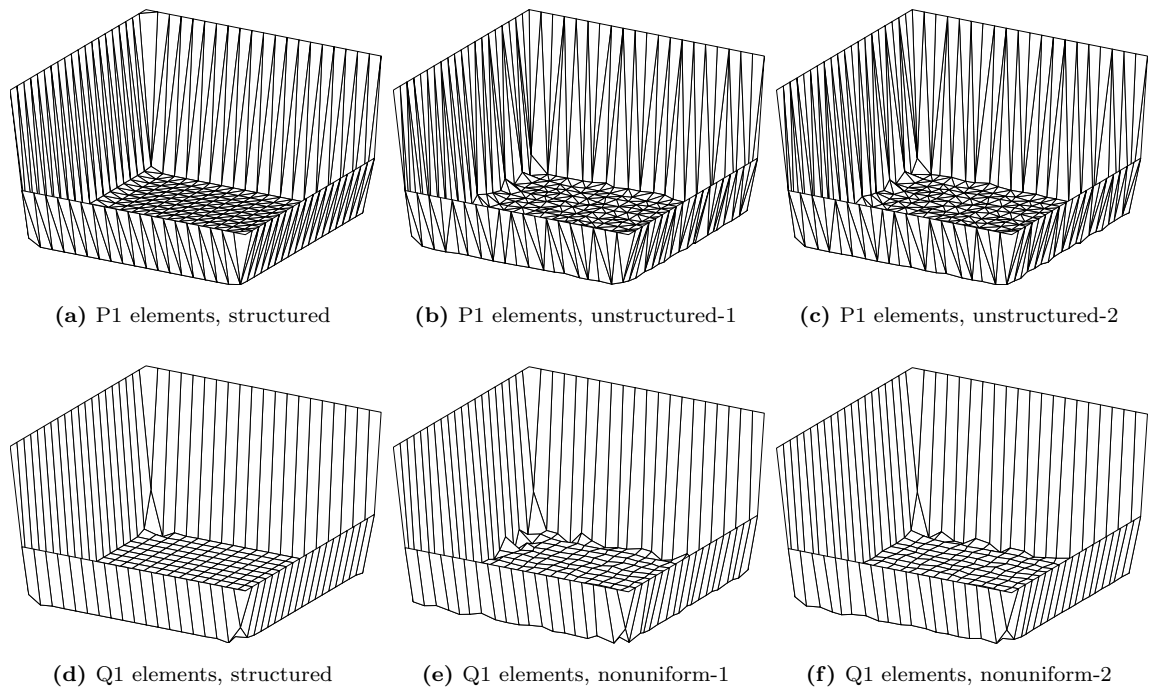 (a) P1 elements, structured
(b) P1 elements, unstructured-1
(c) P1 elements, unstructured-2
(d) Q1 elements, structured
(e) Q1 elements, nonuniform-1
(f) Q1 elements, nonuniform-2